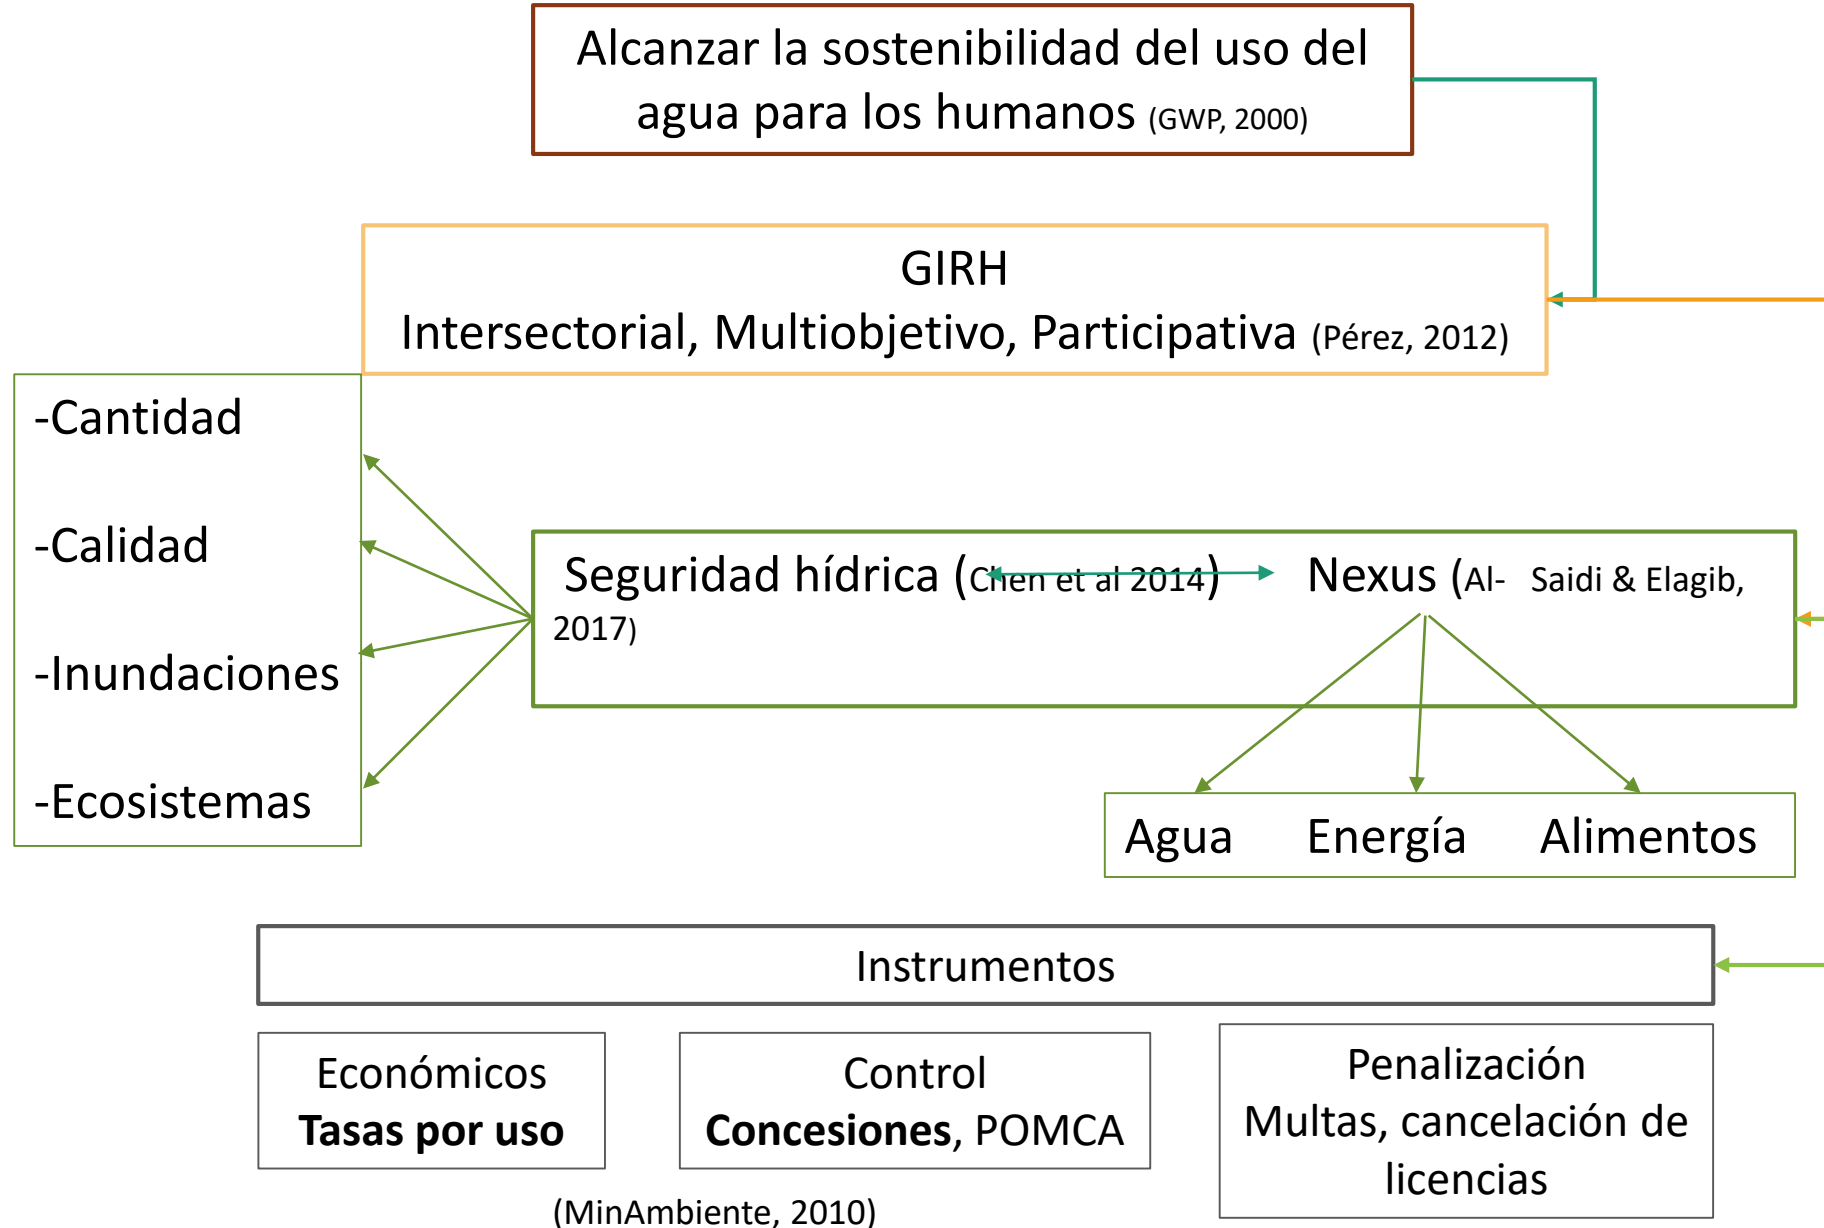 Alcanzar la sostenibilidad del uso del
agua para los humanos (GWP, 2000)
GIRH
Intersectorial, Multiobjetivo, Participativa (Pérez, 2012)
-Cantidad
-Calidad
-Inundaciones
-Ecosistemas
Seguridad hídrica (Chen et al 2014) Nexus (Al- Saidi & Elagib,
2017)
Agua Energía Alimentos
Instrumentos
Económicos
Tasas por uso
Control
Concesiones, POMCA
Penalización
Multas, cancelación de
licencias
(MinAmbiente, 2010)